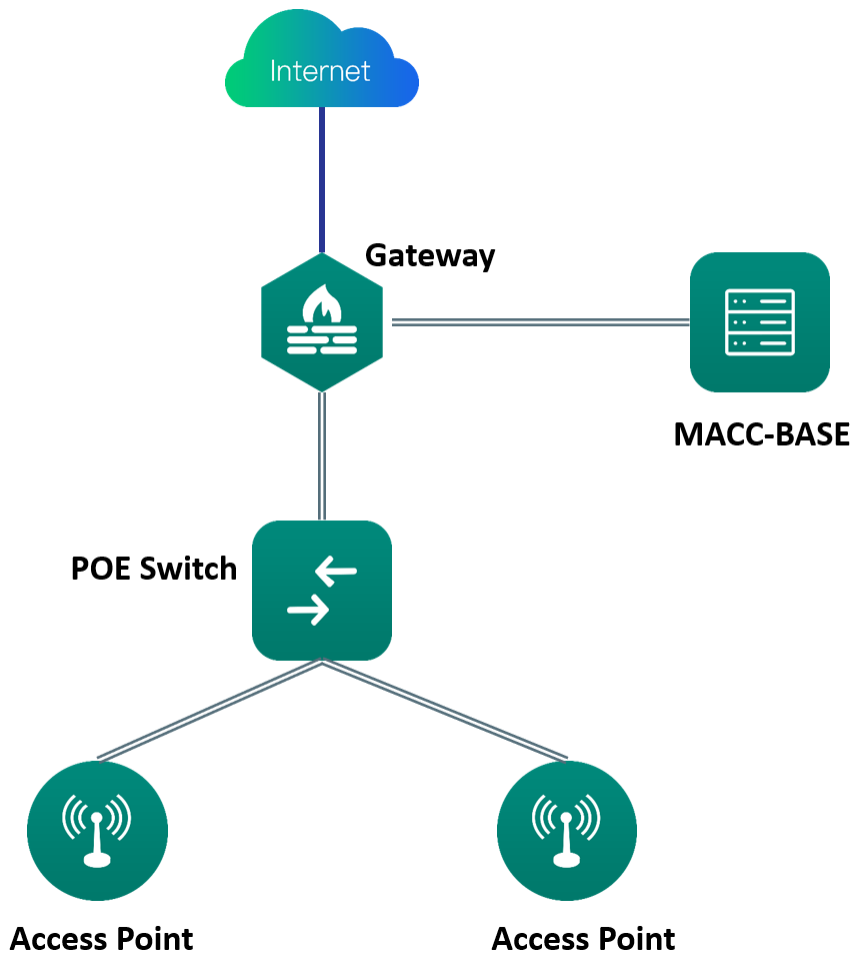 Internet
Gateway
MACC-BASE
POE Switch
Access Point
Access Point